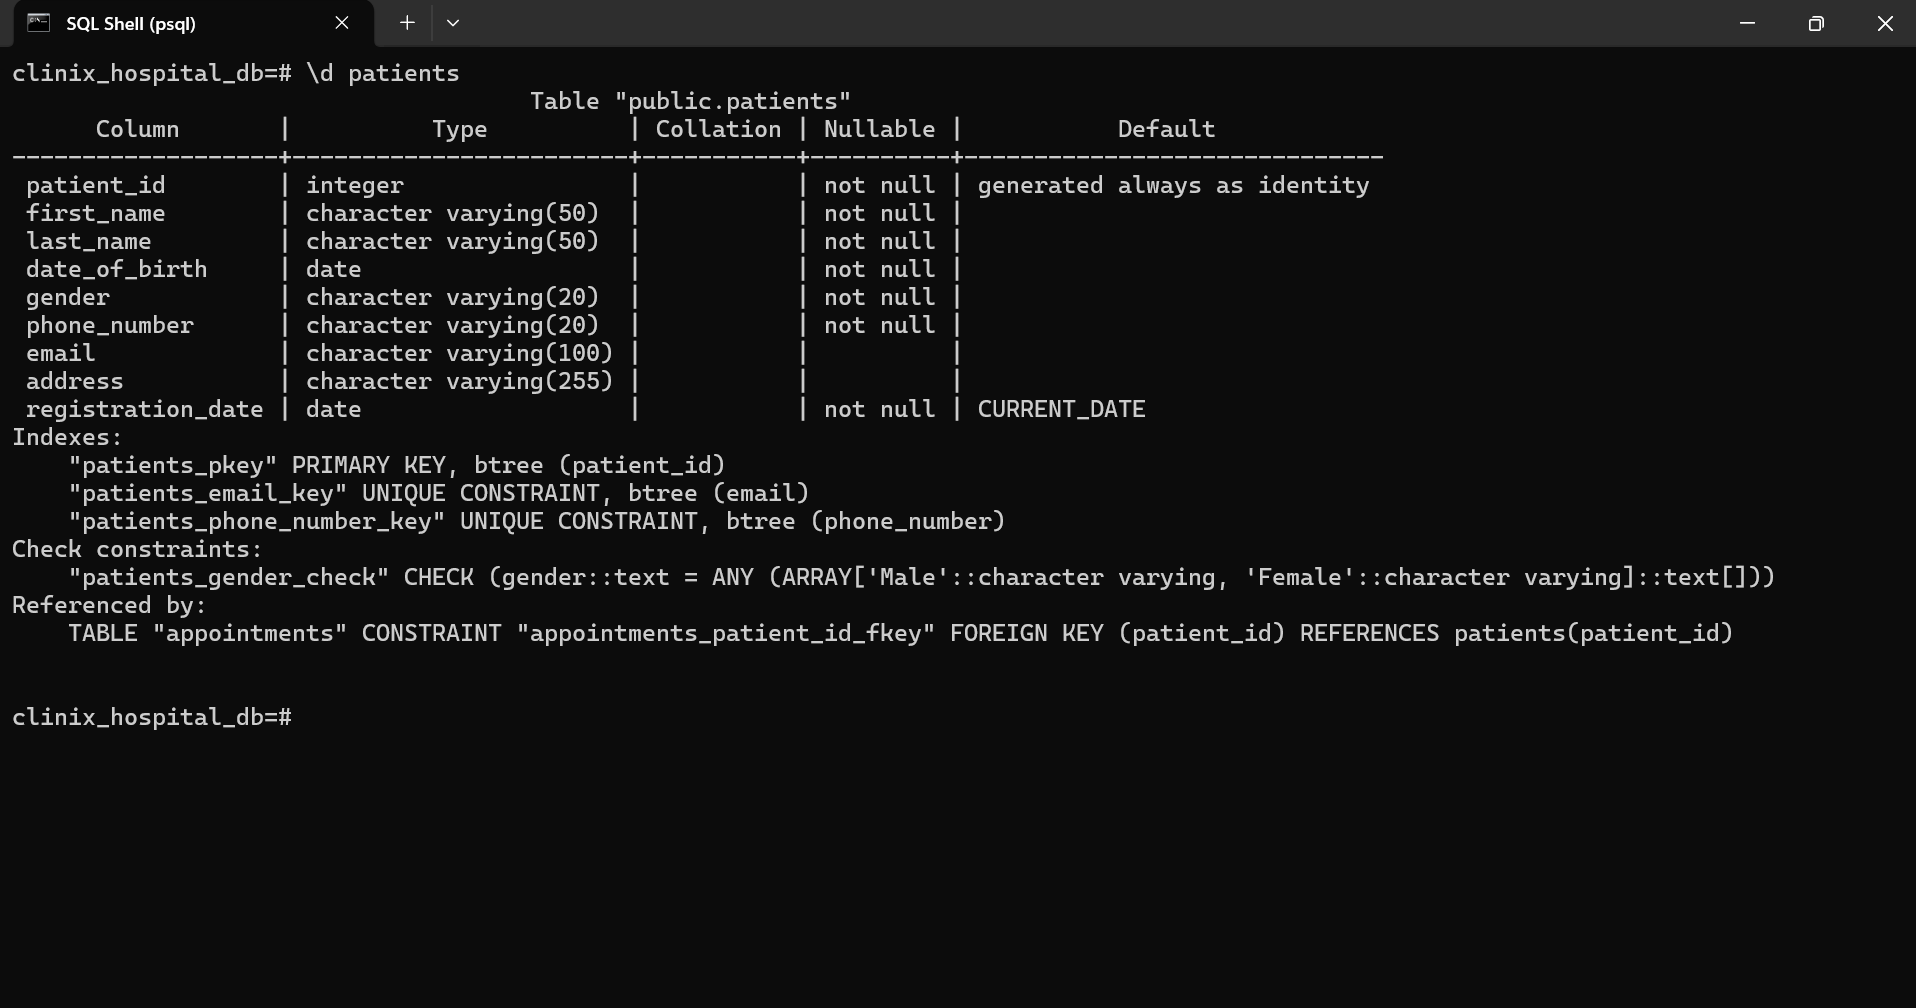 SQL Shell (psql)
clinix_hospital_db=# \d patients
                                     Table "public.patients"
      Column       |          Type          | Collation | Nullable |           Default
-------------------+------------------------+-----------+----------+------------------------------
 patient_id        | integer                |           | not null | generated always as identity
 first_name        | character varying(50)  |           | not null |
 last_name         | character varying(50)  |           | not null |
 date_of_birth     | date                   |           | not null |
 gender            | character varying(20)  |           | not null |
 phone_number      | character varying(20)  |           | not null |
 email             | character varying(100) |           |          |
 address           | character varying(255) |           |          |
 registration_date | date                   |           | not null | CURRENT_DATE
Indexes:
    "patients_pkey" PRIMARY KEY, btree (patient_id)
    "patients_email_key" UNIQUE CONSTRAINT, btree (email)
    "patients_phone_number_key" UNIQUE CONSTRAINT, btree (phone_number)
Check constraints:
    "patients_gender_check" CHECK (gender::text = ANY (ARRAY['Male'::character varying, 'Female'::character varying]::text[]))
Referenced by:
    TABLE "appointments" CONSTRAINT "appointments_patient_id_fkey" FOREIGN KEY (patient_id) REFERENCES patients(patient_id)
clinix_hospital_db=#